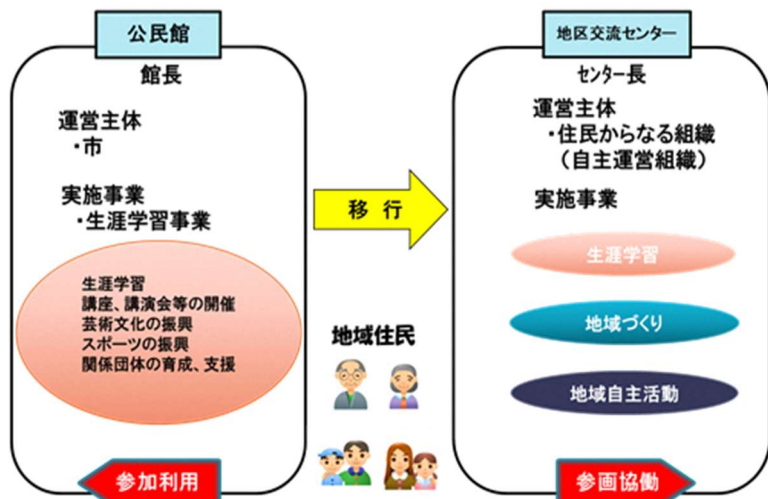 公民館
館長
運営主体
・市
実施事業
・生涯学習事業
生涯学習
講座、講演会等の開催
芸術文化の振興
スポーツの振興
関係団体の育成、支援
参加利用
移 行
地域住民
地区交流センター
センター長
運営主体
・住民からなる組織
（自主運営組織）
実施事業
生涯学習
地域づくり
地域自主活動
参画協働